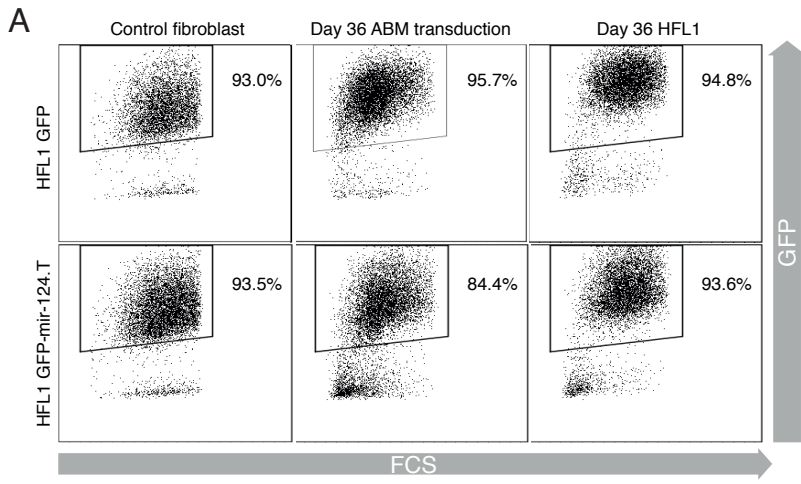 A
Control fibroblast
Day 36 ABM transduction
Day 36 HFL1
HFL1 GFP
93.0%
95.7%
94.8%
HFL1 GFP-mir-124.T
93.5%
84.4%
93.6%
GFP
FCS